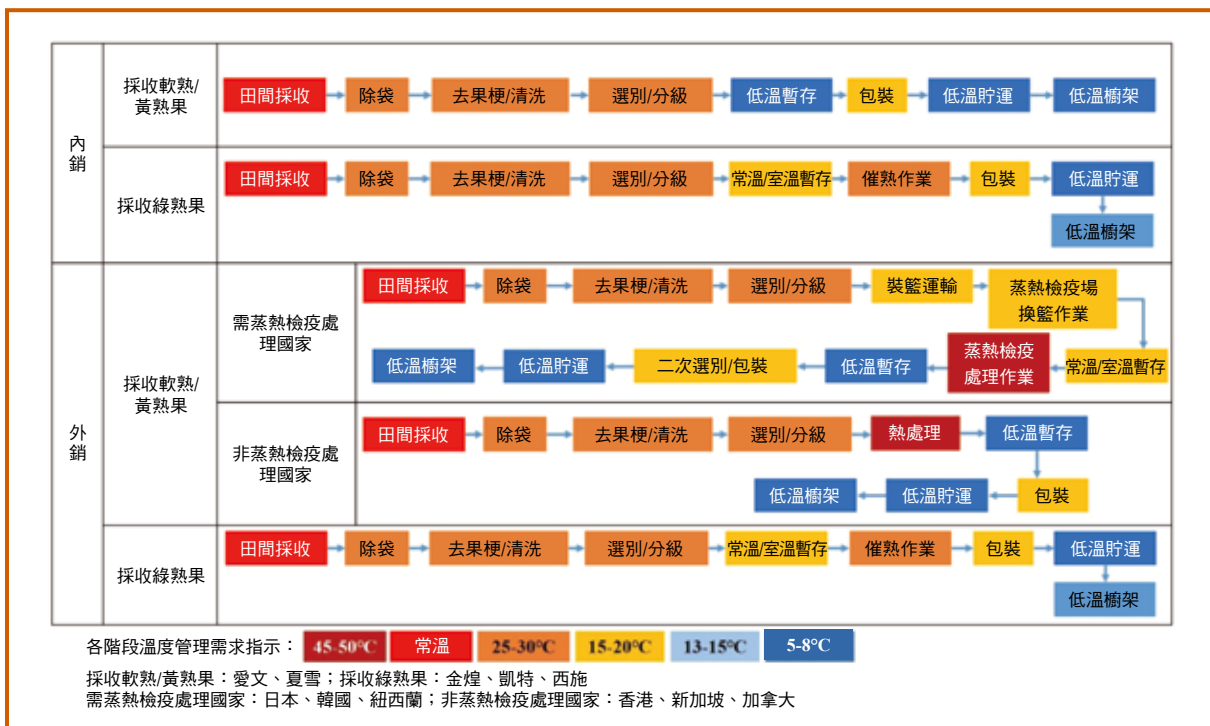 內銷
採收軟熟/
黃熟果
田間採收 除袋 去果梗/清洗 選別/分級 低溫暫存 包裝 低溫貯運 低溫櫥架
採收綠熟果
田間採收 除袋 去果梗/清洗 選別/分級 常溫/室溫暫存 催熟作業 包裝 低溫貯運
低溫櫥架
外銷
採收軟熟/
黃熟果
需蒸熱檢疫處
理國家
田間採收 除袋 去果梗/清洗 選別/分級 裝籃運輸 蒸熱檢疫場
換籃作業
常溫/室溫暫存
蒸熱檢疫
處理作業
低溫暫存
二次選別/包裝
低溫貯運
低溫櫥架
非蒸熱檢疫處
理國家
田間採收 除袋 去果梗/清洗 選別/分級 熱處理 低溫暫存
包裝
低溫貯運
低溫櫥架
採收綠熟果
田間採收 除袋 去果梗/清洗 選別/分級 常溫/室溫暫存 催熟作業 包裝 低溫貯運
低溫櫥架
各階段溫度管理需求指示： 45-50°C 常溫 25-30°C 15-20°C 13-15°C 5-8°C
採收軟熟/黃熟果：愛文、夏雪；採收綠熟果：金煌、凱特、西施
需蒸熱檢疫處理國家：日本、韓國、紐西蘭；非蒸熱檢疫處理國家：香港、新加坡、加拿大